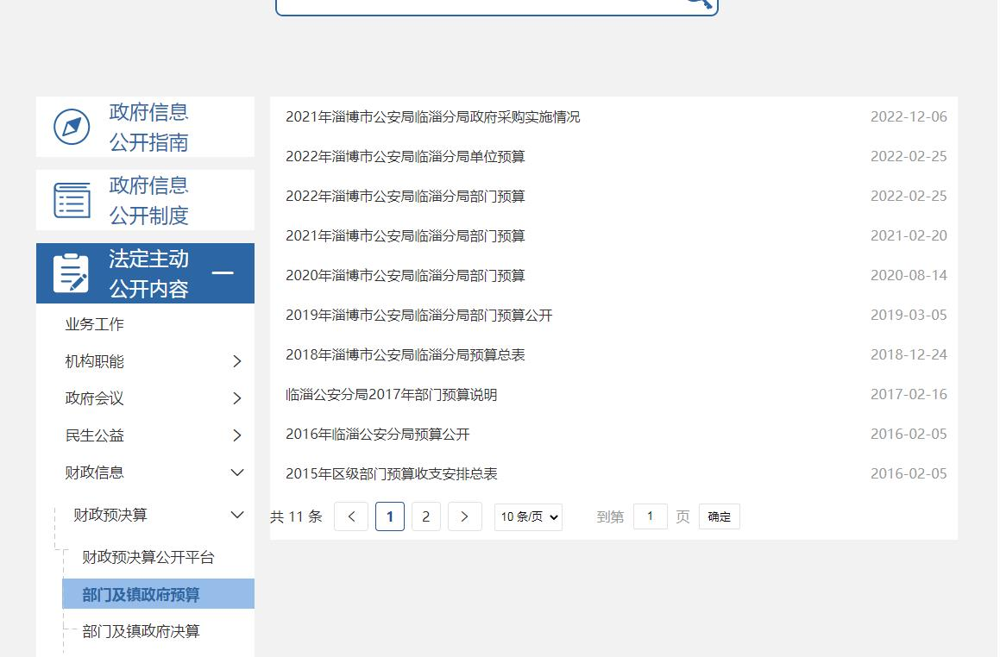 政府信息
公开指南
政府信息
公开制度
法定主动
公开内容
业务工作
机构职能
政府会议
民生公益
财政信息
财政预决算
财政预决算公开平台
部门及镇政府预算
部门及镇政府决算
2021年淄博市公安局临淄分局政府采购实施情况 2022-12-06
2022年淄博市公安局临淄分局单位预算 2022-02-25
2022年淄博市公安局临淄分局部门预算 2022-02-25
2021年淄博市公安局临淄分局部门预算 2021-02-20
2020年淄博市公安局临淄分局部门预算 2020-08-14
2019年淄博市公安局临淄分局部门预算公开 2019-03-05
2018年淄博市公安局临淄分局预算总表 2018-12-24
临淄公安分局2017年部门预算说明 2017-02-16
2016年临淄公安分局预算公开 2016-02-05
2015年区级部门预算收支安排总表 2016-02-05
共 11 条 < 1 2 > 10 条/页 到第 1 页 确定